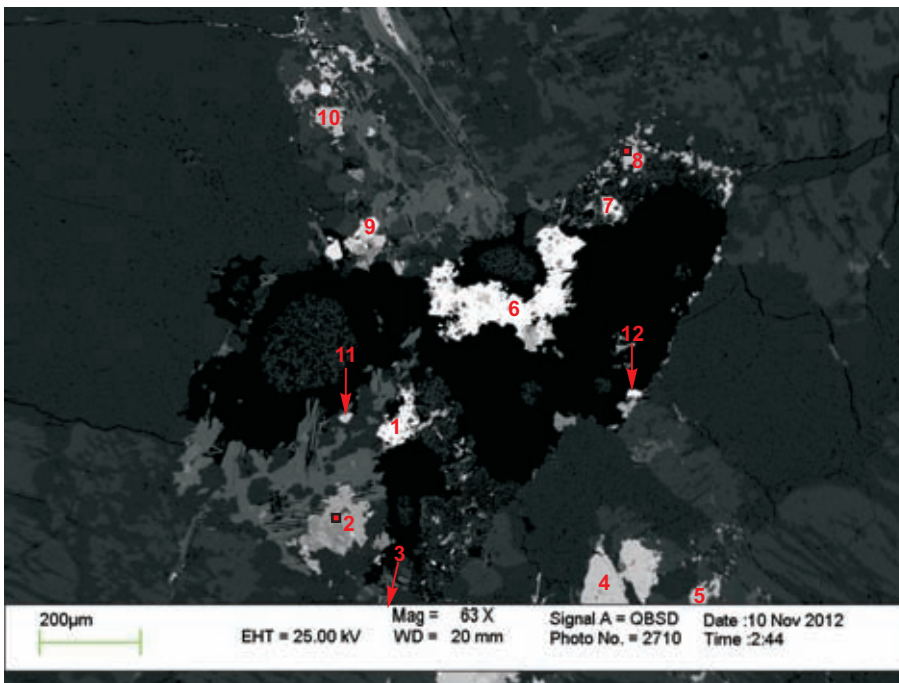 10
8
7
9
6
12
11
1
2
3
4
5
200µm
EHT = 25.00 kV
Mag = 63 X
WD = 20 mm
Signal A = QBSD
Photo No. = 2710
Date :10 Nov 2012
Time :2:44